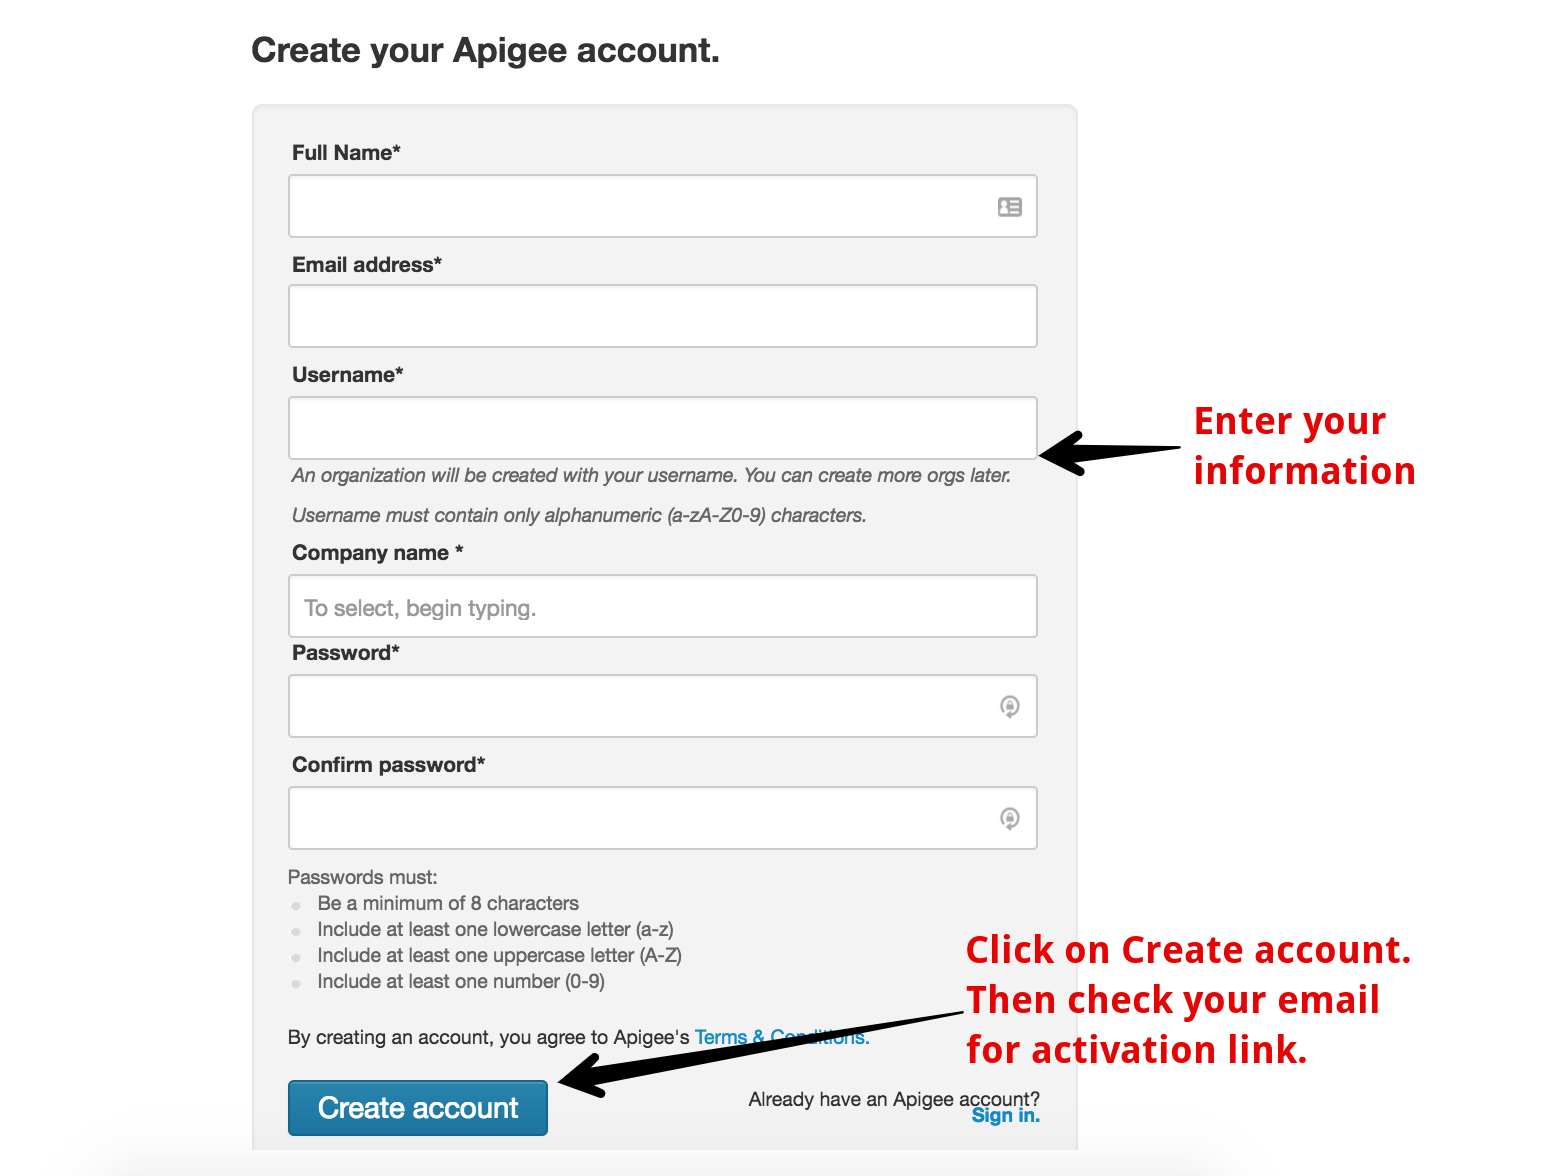 Create your Apigee account.
Full Name*
Email address*
Username*
Enter your
information
An organization will be created with your username. You can create more orgs later.
Username must contain only alphanumeric (a-zA-Z0-9) characters.
Company name *
To select, begin typing.
Password*
Confirm password*
Passwords must:
Be a minimum of 8 characters
Include at least one lowercase letter (a-z)
Include at least one uppercase letter (A-Z)
Include at least one number (0-9)
Click on Create account.
Then check your email
for activation link.
By creating an account, you agree to Apigee's Terms & Conditions.
Create account
Already have an Apigee account?
Sign in.